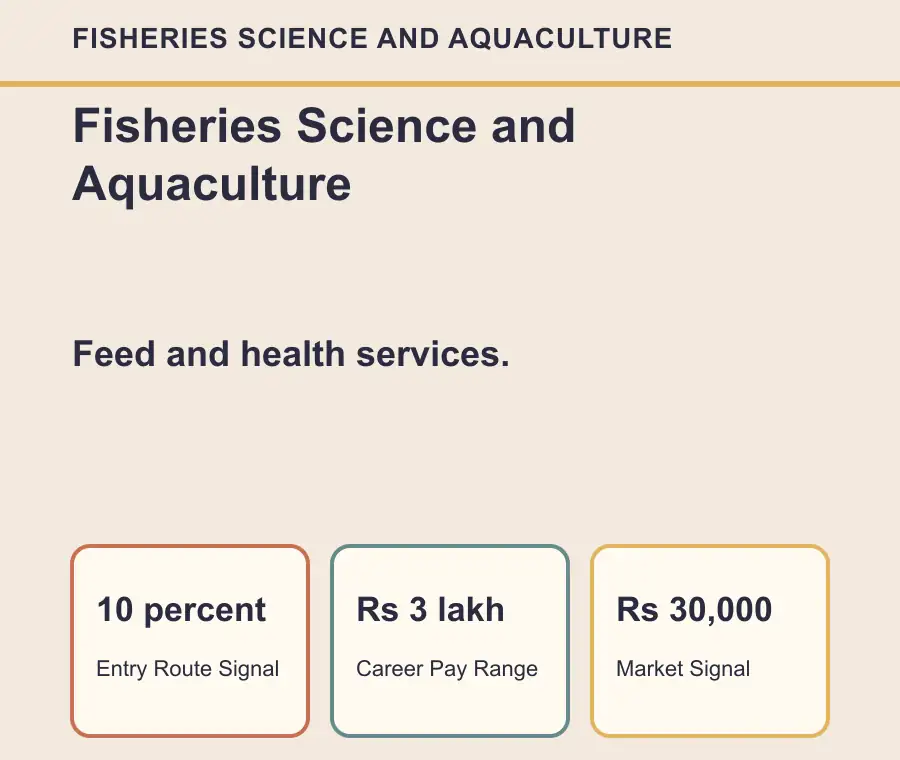 FISHERIES SCIENCE AND AQUACULTURE
Fisheries Science and
Aquaculture
Feed and health services.
10 percent
Entry Route Signal
Rs 3 lakh
Career Pay Range
Rs 30,000
Market Signal